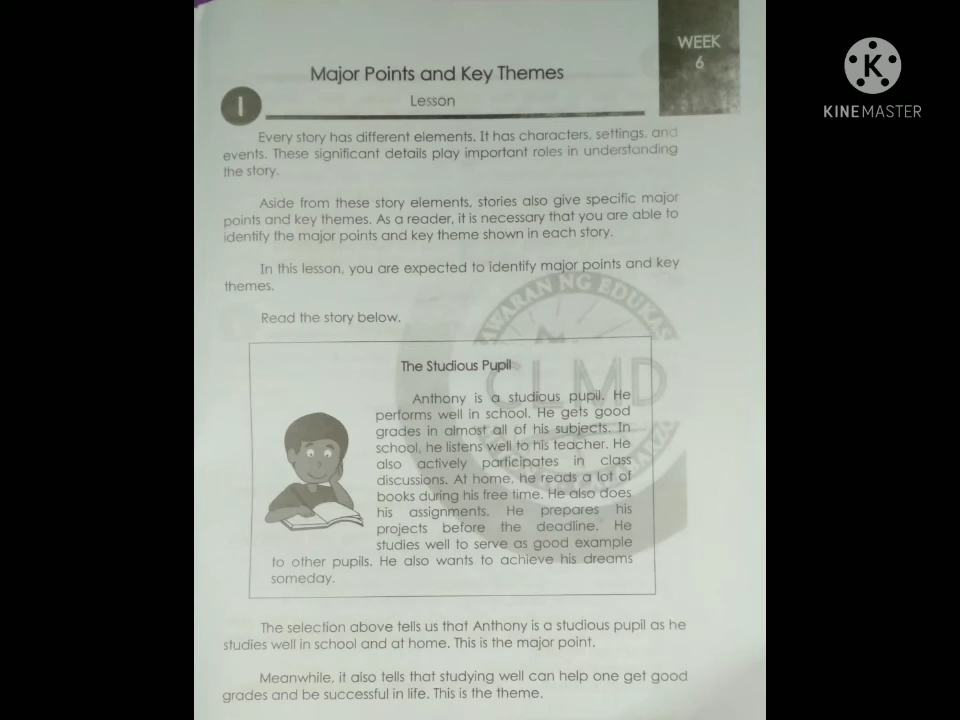 WEEK
6
Major Points and Key Themes
I
Lesson
Every story has different elements. It has characters, settings, and
events. These significant details play important roles in understanding
the story.
Aside from these story elements, stories also give specific major
points and key themes. As a reader, it is necessary that you are able to
identify the major points and key theme shown in each story.
In this lesson, you are expected to identify major points and key
themes.
Read the story below.
The Studious Pupil
Anthony is a studious pupil. He
performs well in school. He gets good
grades in almost all of his subjects. In
school, he listens well to his teacher. He
also actively participates in class
discussions. At home, he reads a lot of
books during his free time. He also does
his assignments. He prepares his
projects before the deadline. He
studies well to serve as good example
to other pupils. He also wants to achieve his dreams
someday.
The selection above tells us that Anthony is a studious pupil as he
studies well in school and at home. This is the major point.
Meanwhile, it also tells that studying well can help one get good
grades and be successful in life. This is the theme.
AWARAN NG EDUKAS
CLMD
K
KINEMASTER